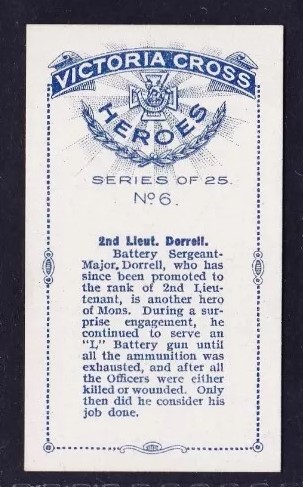 VICTORIA CROSS
HEROES
SERIES OF 25.
Nº 6.
2nd Lieut. Dorrell.
Battery Sergeant-
Major, Dorrell, who has
since been promoted to
the rank of 2nd Lieu-
tenant, is another hero
of Mons. During a sur-
prise engagement, he
continued to serve an
"L" Battery gun until
all the ammunition was
exhausted, and after all
the Officers were either
killed or wounded. Only
then did he consider his
job done.